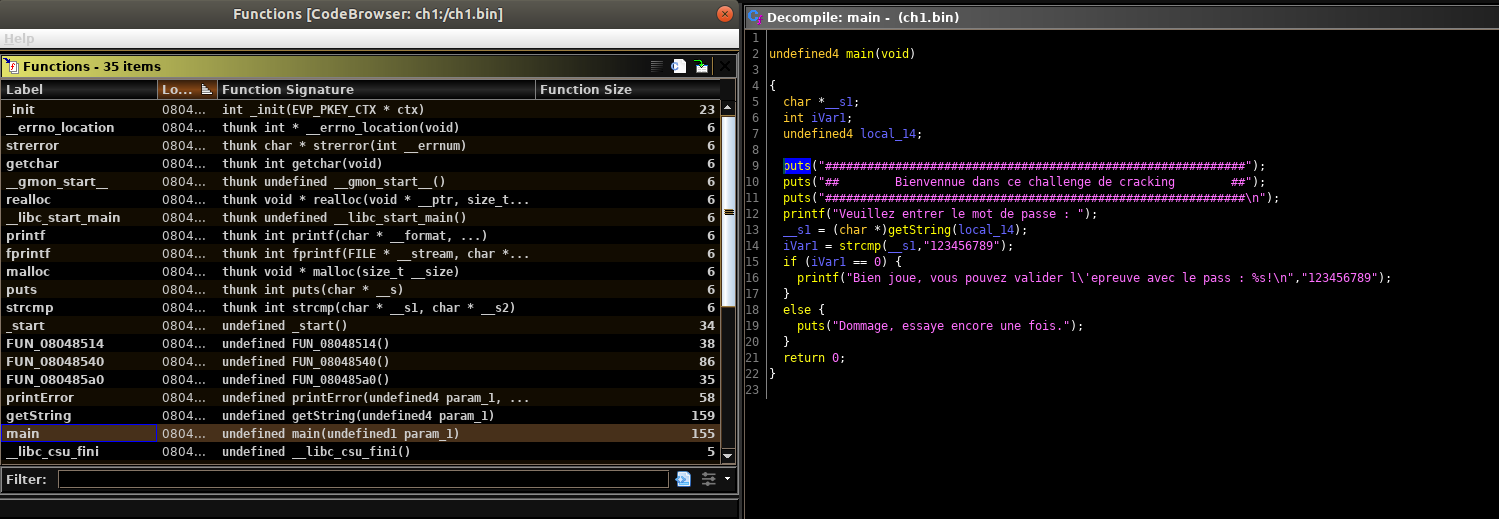 Functions [CodeBrowser: ch1:/ch1.bin]
Help
Functions - 35 items
Label Lo... Function Signature Function Size
_init 0804... int _init(EVP_PKEY_CTX * ctx) 23
__errno_location 0804... thunk int * __errno_location(void) 6
strerror 0804... thunk char * strerror(int __errnum) 6
getchar 0804... thunk int getchar(void) 6
__gmon_start__ 0804... thunk undefined __gmon_start__() 6
realloc 0804... thunk void * realloc(void * __ptr, size_t... 6
__libc_start_main 0804... thunk undefined __libc_start_main() 6
printf 0804... thunk int printf(char * __format, ...) 6
fprintf 0804... thunk int fprintf(FILE * __stream, char *... 6
malloc 0804... thunk void * malloc(size_t __size) 6
puts 0804... thunk int puts(char * __s) 6
strcmp 0804... thunk int strcmp(char * __s1, char * __s2) 6
_start 0804... undefined _start() 34
FUN_08048514 0804... undefined FUN_08048514() 38
FUN_08048540 0804... undefined FUN_08048540() 86
FUN_080485a0 0804... undefined FUN_080485a0() 35
printError 0804... undefined printError(undefined4 param_1, ... 58
getString 0804... undefined getString(undefined4 param_1) 159
main 0804... undefined main(undefined1 param_1) 155
__libc_csu_fini 0804... undefined __libc_csu_fini() 5
Filter:
Decompile: main - (ch1.bin)
1
2 undefined4 main(void)
3
4 {
5 char *__s1;
6 int iVar1;
7 undefined4 local_14;
8
9 puts("############################################################");
10 puts("##        Bienvennue dans ce challenge de cracking        ##");
11 puts("############################################################\n");
12 printf("Veuillez entrer le mot de passe : ");
13 __s1 = (char *)getString(local_14);
14 iVar1 = strcmp(__s1,"123456789");
15 if (iVar1 == 0) {
16 printf("Bien joue, vous pouvez valider l\'epreuve avec le pass : %s!\n","123456789");
17 }
18 else {
19 puts("Dommage, essaye encore une fois.");
20 }
21 return 0;
22 }
23